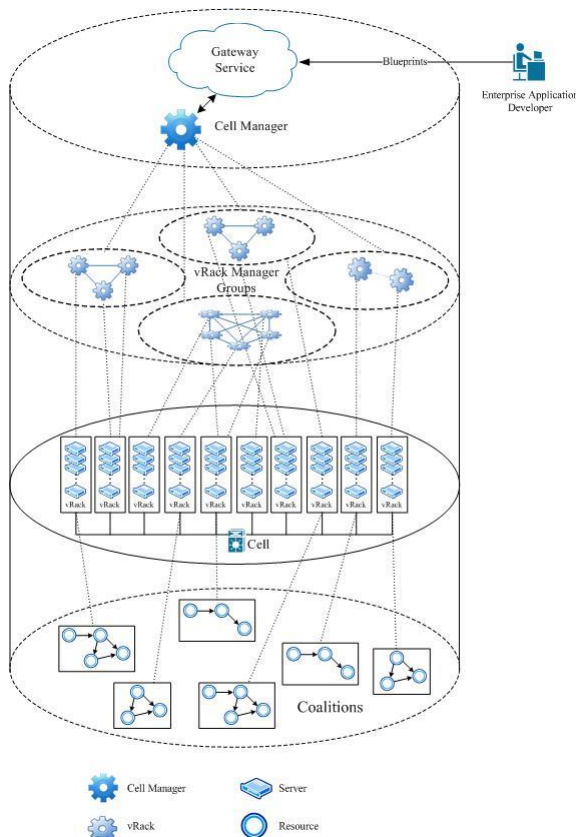 Gateway
Service
Blueprints
Enterprise Application
Developer
Cell Manager
vRack Manager
Groups
vRack
vRack
vRack
vRack
vRack
vRack
vRack
vRack
vRack
vRack
Cell
Coalitions
Cell Manager
Server
vRack
Resource